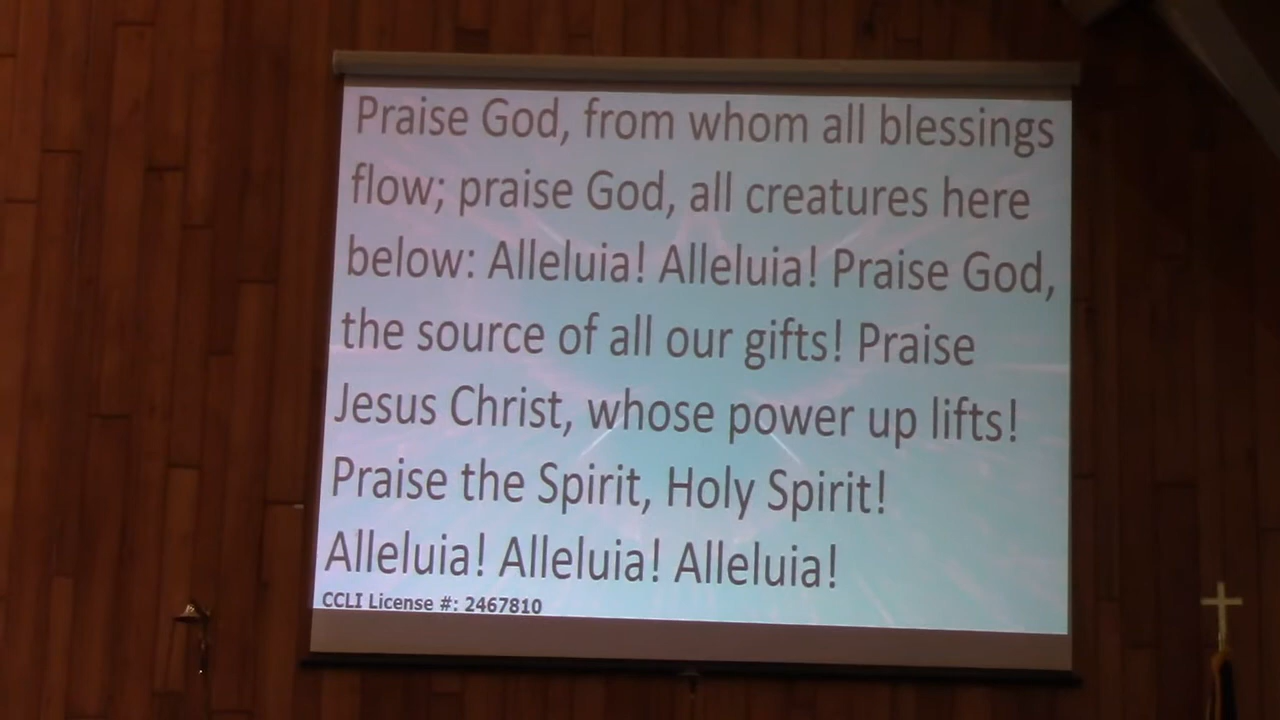 Praise God, from whom all blessings
flow; praise God, all creatures here
below: Alleluia! Alleluia! Praise God,
the source of all our gifts! Praise
Jesus Christ, whose power up lifts!
Praise the Spirit, Holy Spirit!
Alleluia! Alleluia! Alleluia!
CCLI License #: 2467810